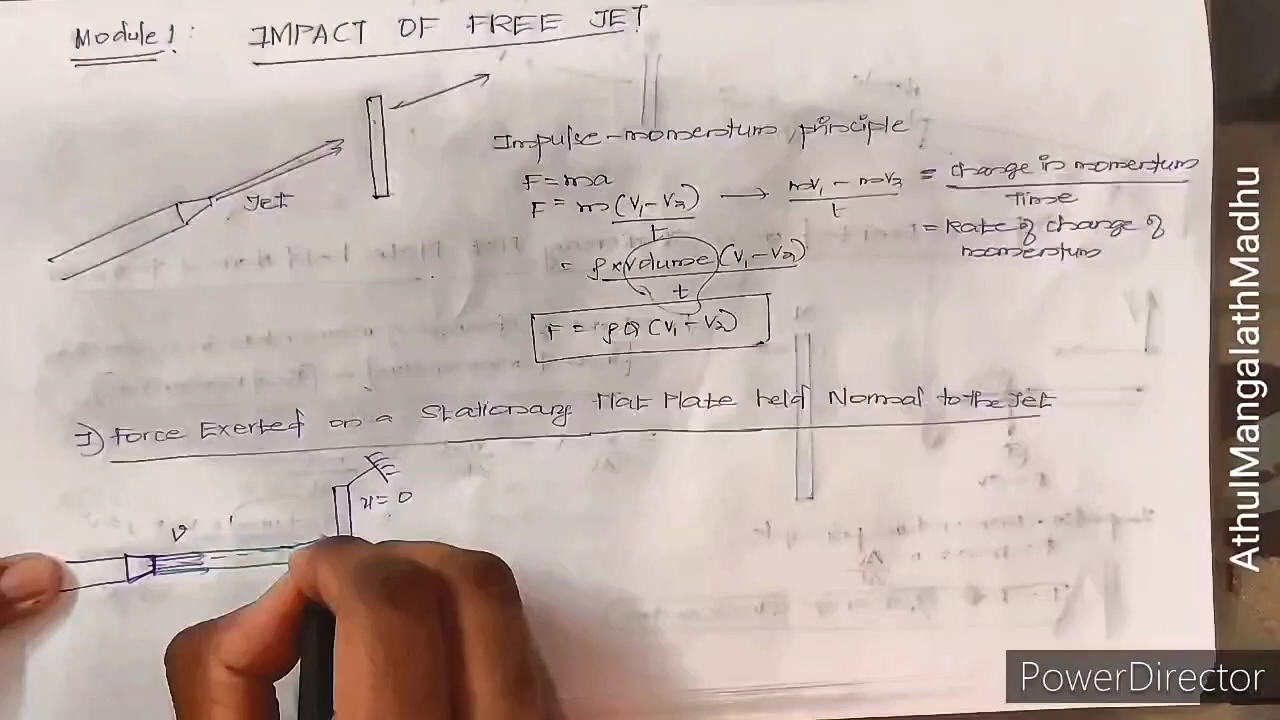 Module 1: IMPACT OF FREE JET
Jet
Impulse-momentum principle
F = ma
F = m(V₁ - V₂) / t → mv₁ - mv₂ / t = change in momentum / Time
= Rate of change of momentum
= ρ × volume (V₁ - V₂) / t
F = ρQ (V₁ - V₂)
I) Force Exerted on a Stationary Flat Plate held Normal to the Jet
u = 0
v
AthulMangalathMadhu
PowerDirector